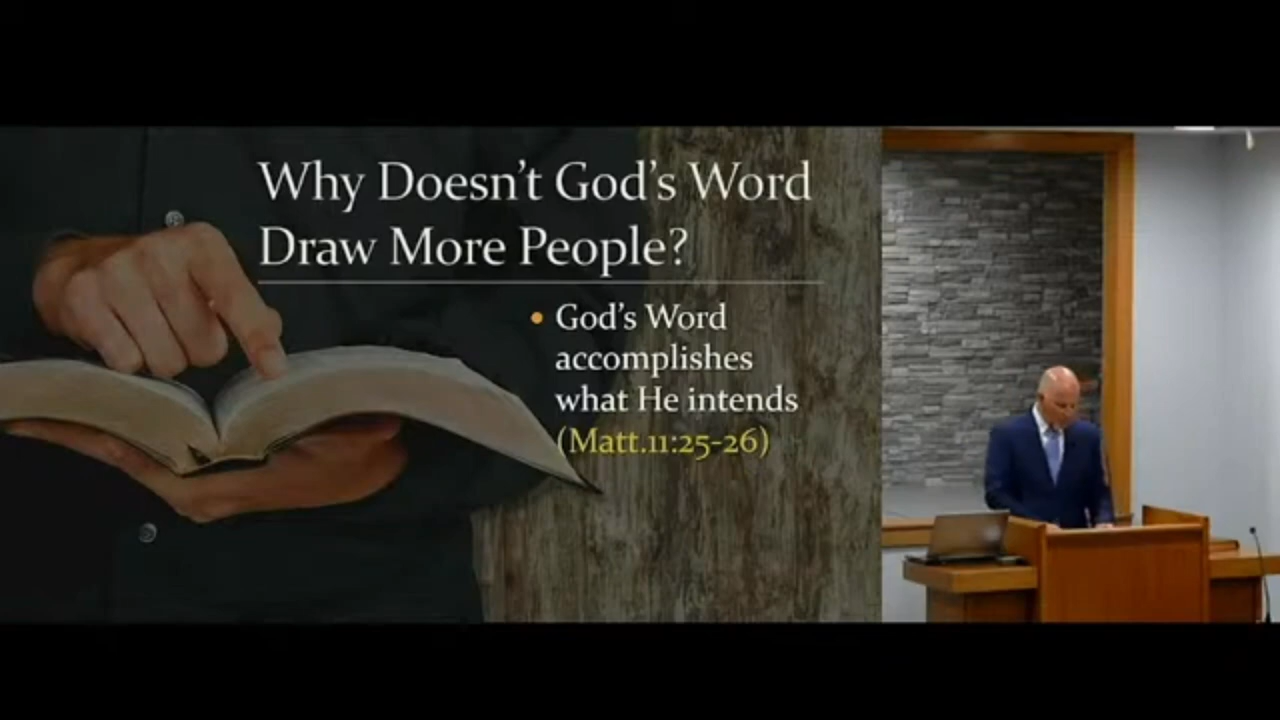 Why Doesn't God's Word
Draw More People?
• God's Word
accomplishes
what He intends
(Matt.11:25-26)